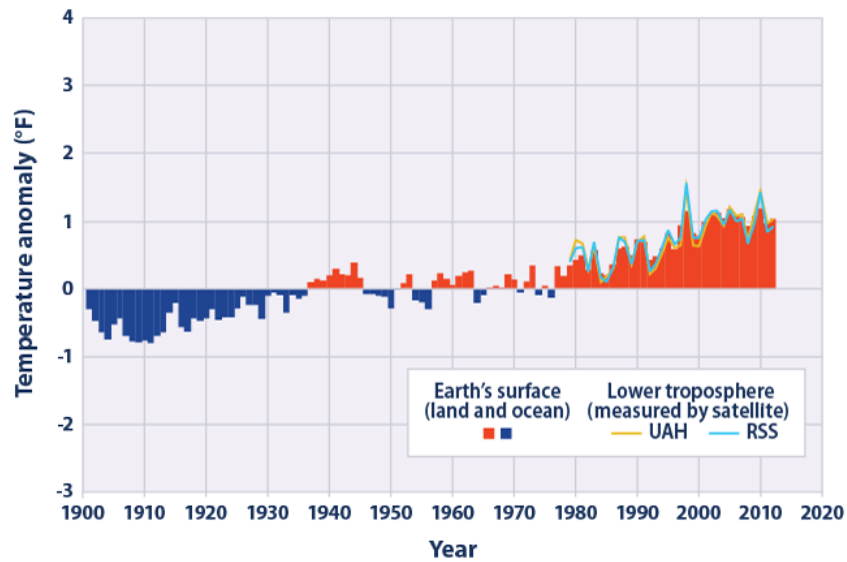 Temperature anomaly (°F)
4
3
2
1
0
-1
-2
-3
Earth's surface
(land and ocean)
Lower troposphere
(measured by satellite)
UAH
RSS
1900 1910 1920 1930 1940 1950 1960 1970 1980 1990 2000 2010 2020
Year